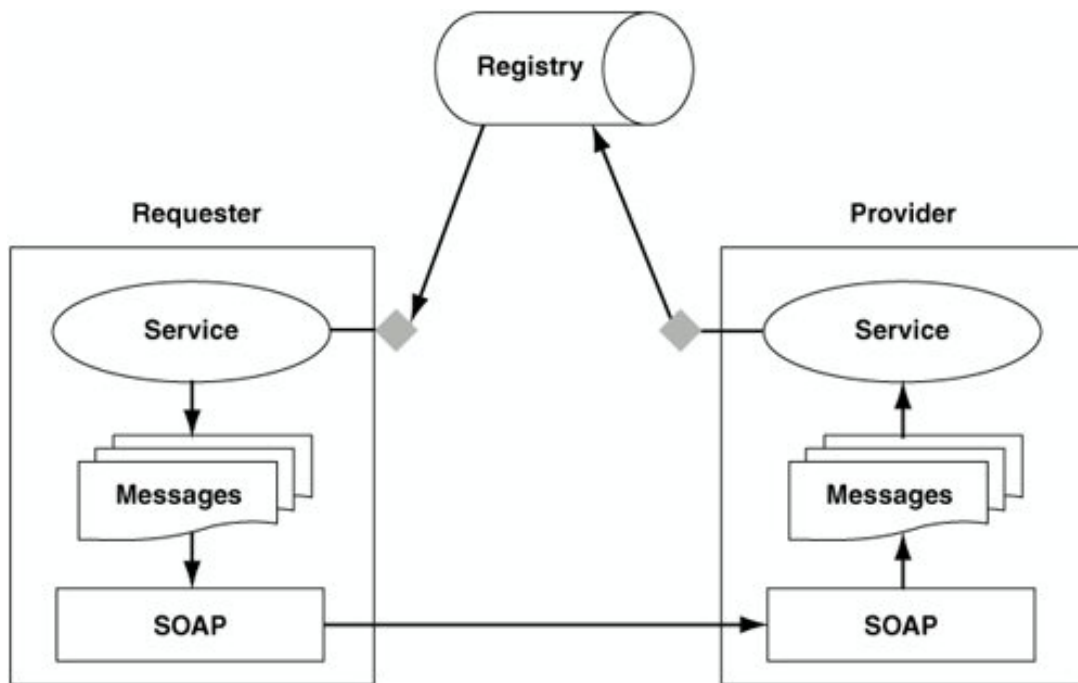 Registry
Requester
Provider
Service
Service
Messages
Messages
SOAP
SOAP